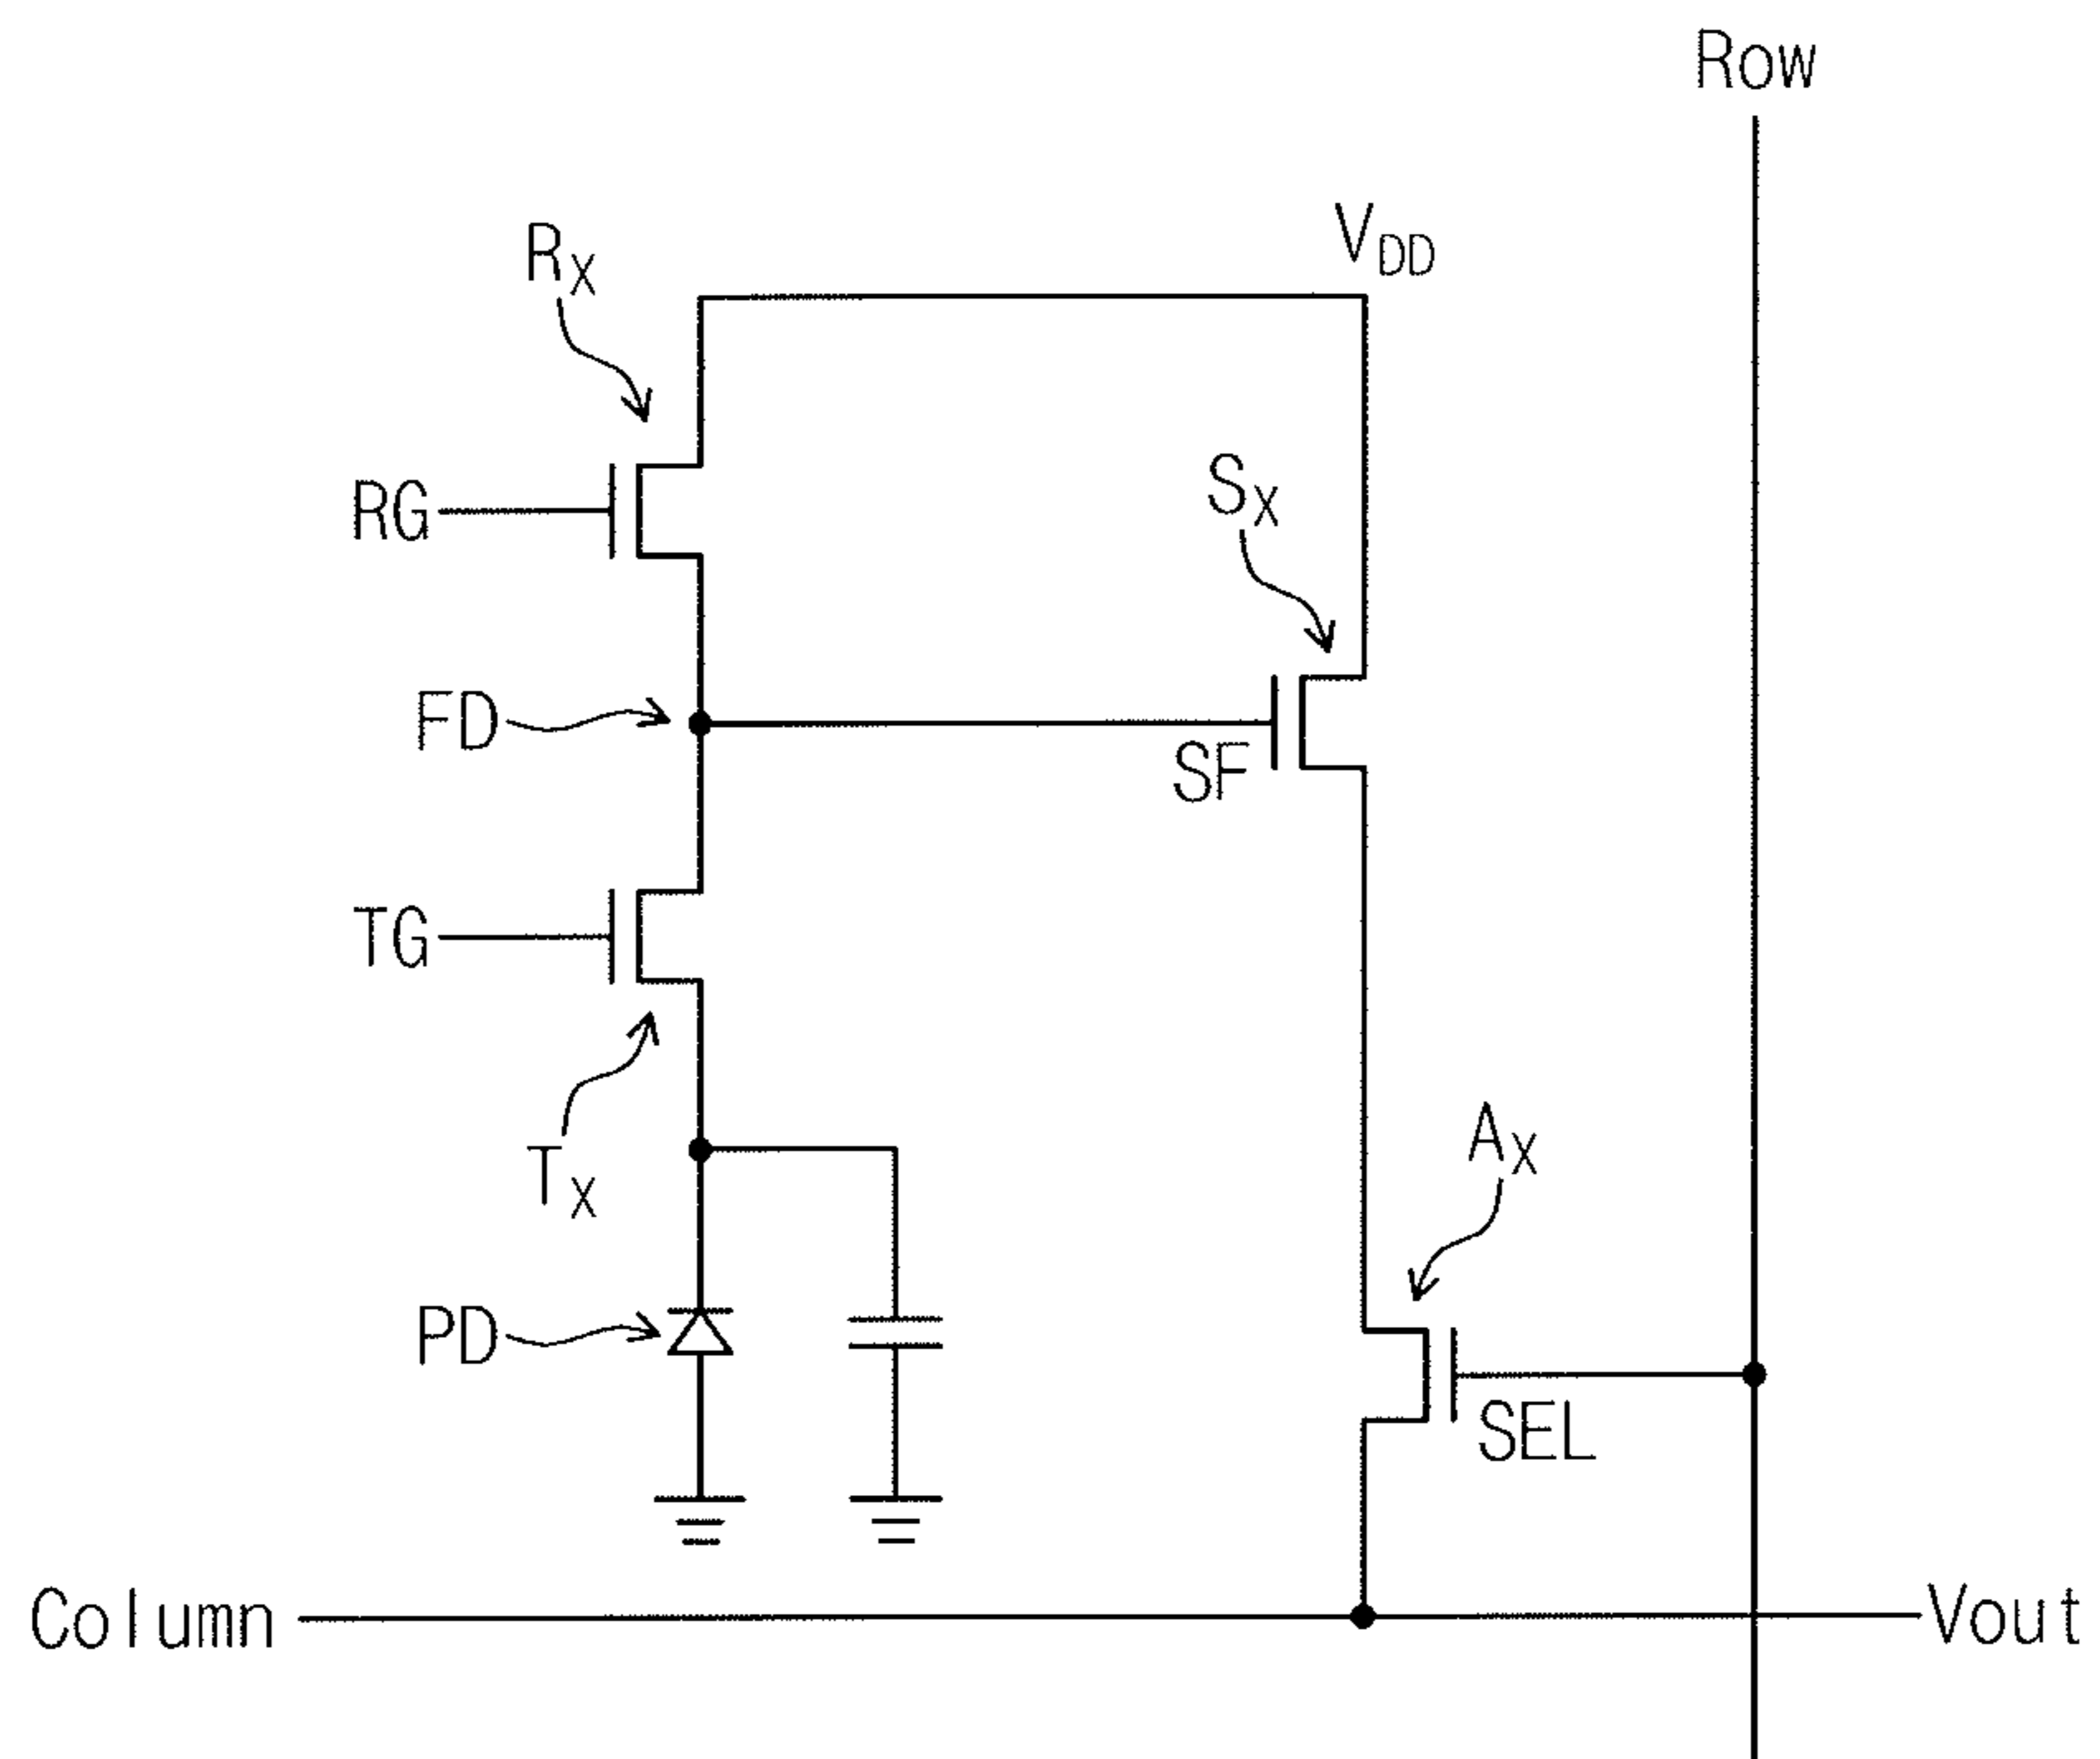 Row
VDD
RX
SX
RG
FD
SF
TG
AX
TX
PD
SEL
Column
Vout